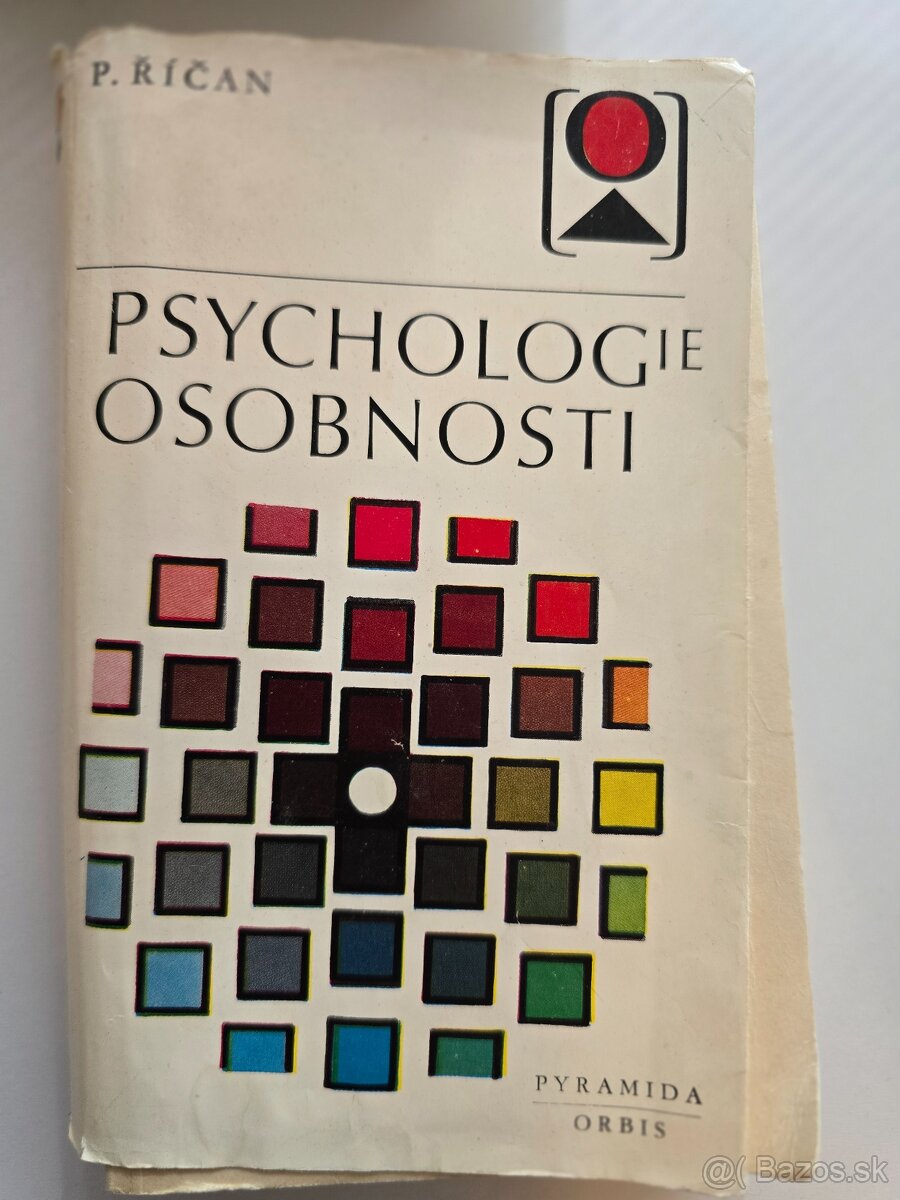 P. ŘÍČAN
PSYCHOLOGIE
OSOBNOSTI
PYRAMIDA
ORBIS
@( Bazos.sk